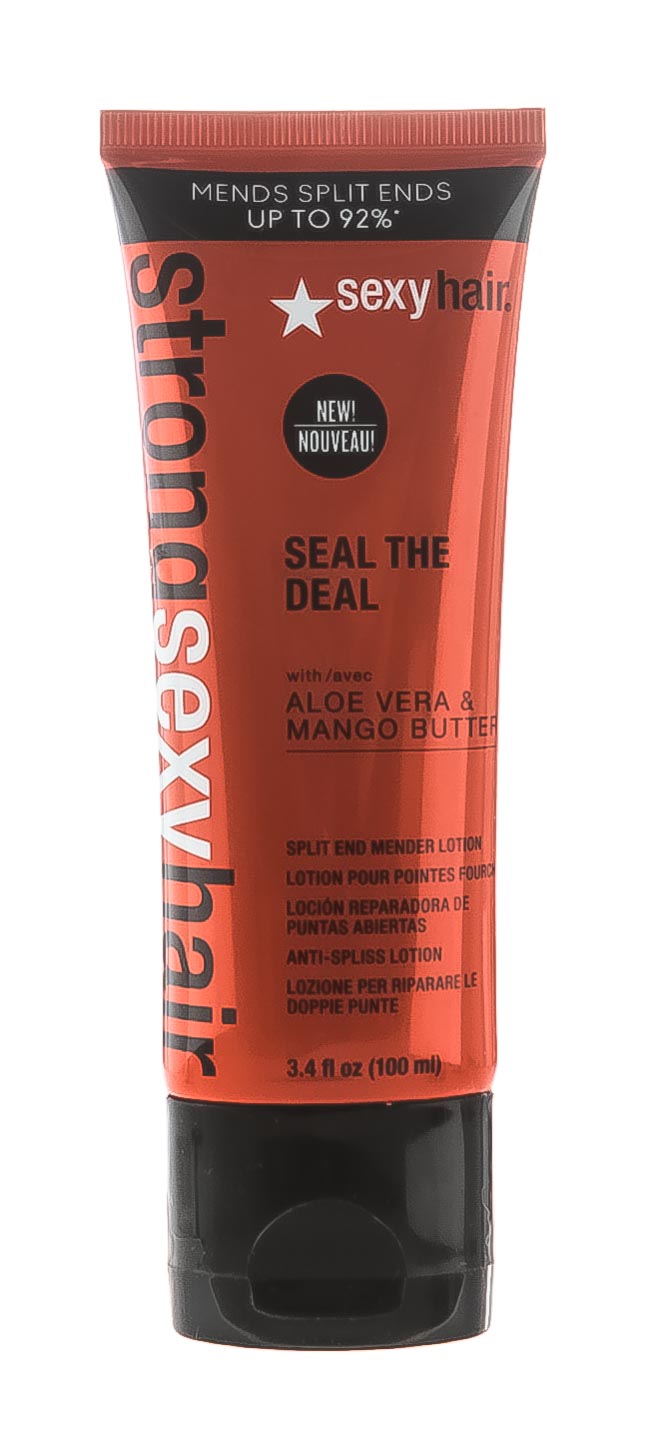 MENDS SPLIT ENDS
UP TO 92%*
sexyhair.
strongsexyhair
NEW!
NOUVEAU!
SEAL THE
DEAL
with/avec
ALOE VERA &
MANGO BUTTER
SPLIT END MENDER LOTION
LOTION POUR POINTES
LOCIÓN REPARADORA DE
PUNTAS ABIERTAS
ANTI-SPLISS LOTION
LOZIONE PER RIPARARE LE
DOPPIE PUNTE
3.4 fl oz (100 ml)